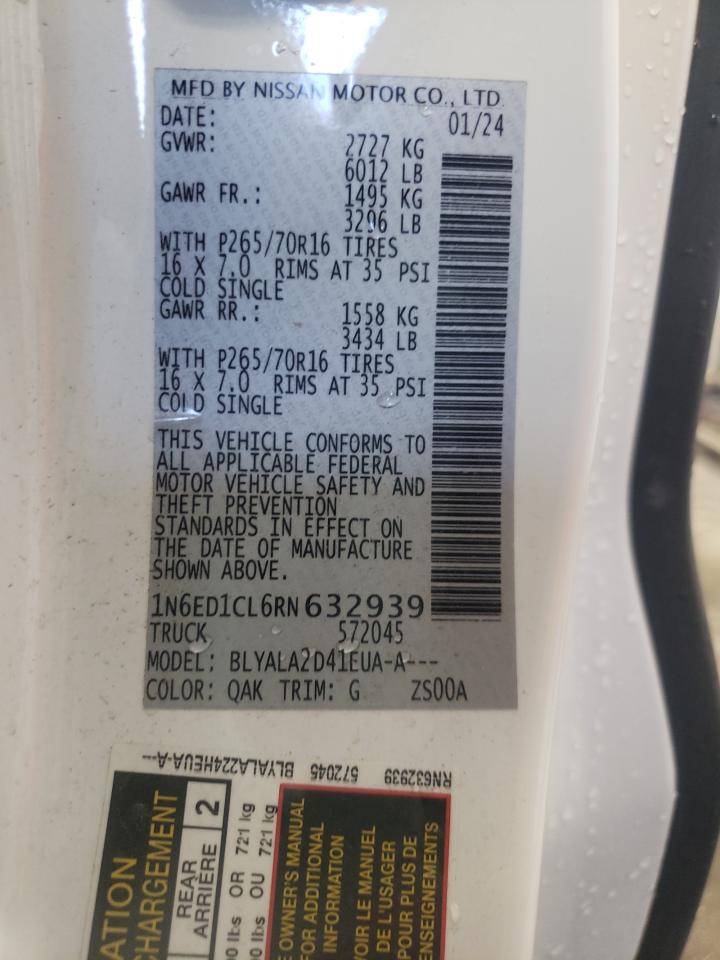 MFD BY NISSAN MOTOR CO., LTD.
DATE: 01/24
GVWR: 2727 KG
6012 LB
GAWR FR.: 1495 KG
3296 LB
WITH P265/70R16 TIRES
16 X 7.0 RIMS AT 35 PSI
COLD SINGLE
GAWR RR.: 1558 KG
3434 LB
WITH P265/70R16 TIRES
16 X 7.0 RIMS AT 35 PSI
COLD SINGLE
THIS VEHICLE CONFORMS TO
ALL APPLICABLE FEDERAL
MOTOR VEHICLE SAFETY AND
THEFT PREVENTION
STANDARDS IN EFFECT ON
THE DATE OF MANUFACTURE
SHOWN ABOVE.
1N6ED1CL6RN632939
TRUCK 572045
MODEL: BLYALA2D41EUA-A---
COLOR: QAK TRIM: G ZS00A
RN632939 572045 BLYALA224HEUA-A--
ATION
CHARGEMENT
REAR 2
ARRIÈRE
OR 721 kg
OU 721 kg
OWNER'S MANUAL
FOR ADDITIONAL
INFORMATION
VOIR LE MANUEL
DE L'USAGER
POUR PLUS DE
ENSEIGNEMENTS